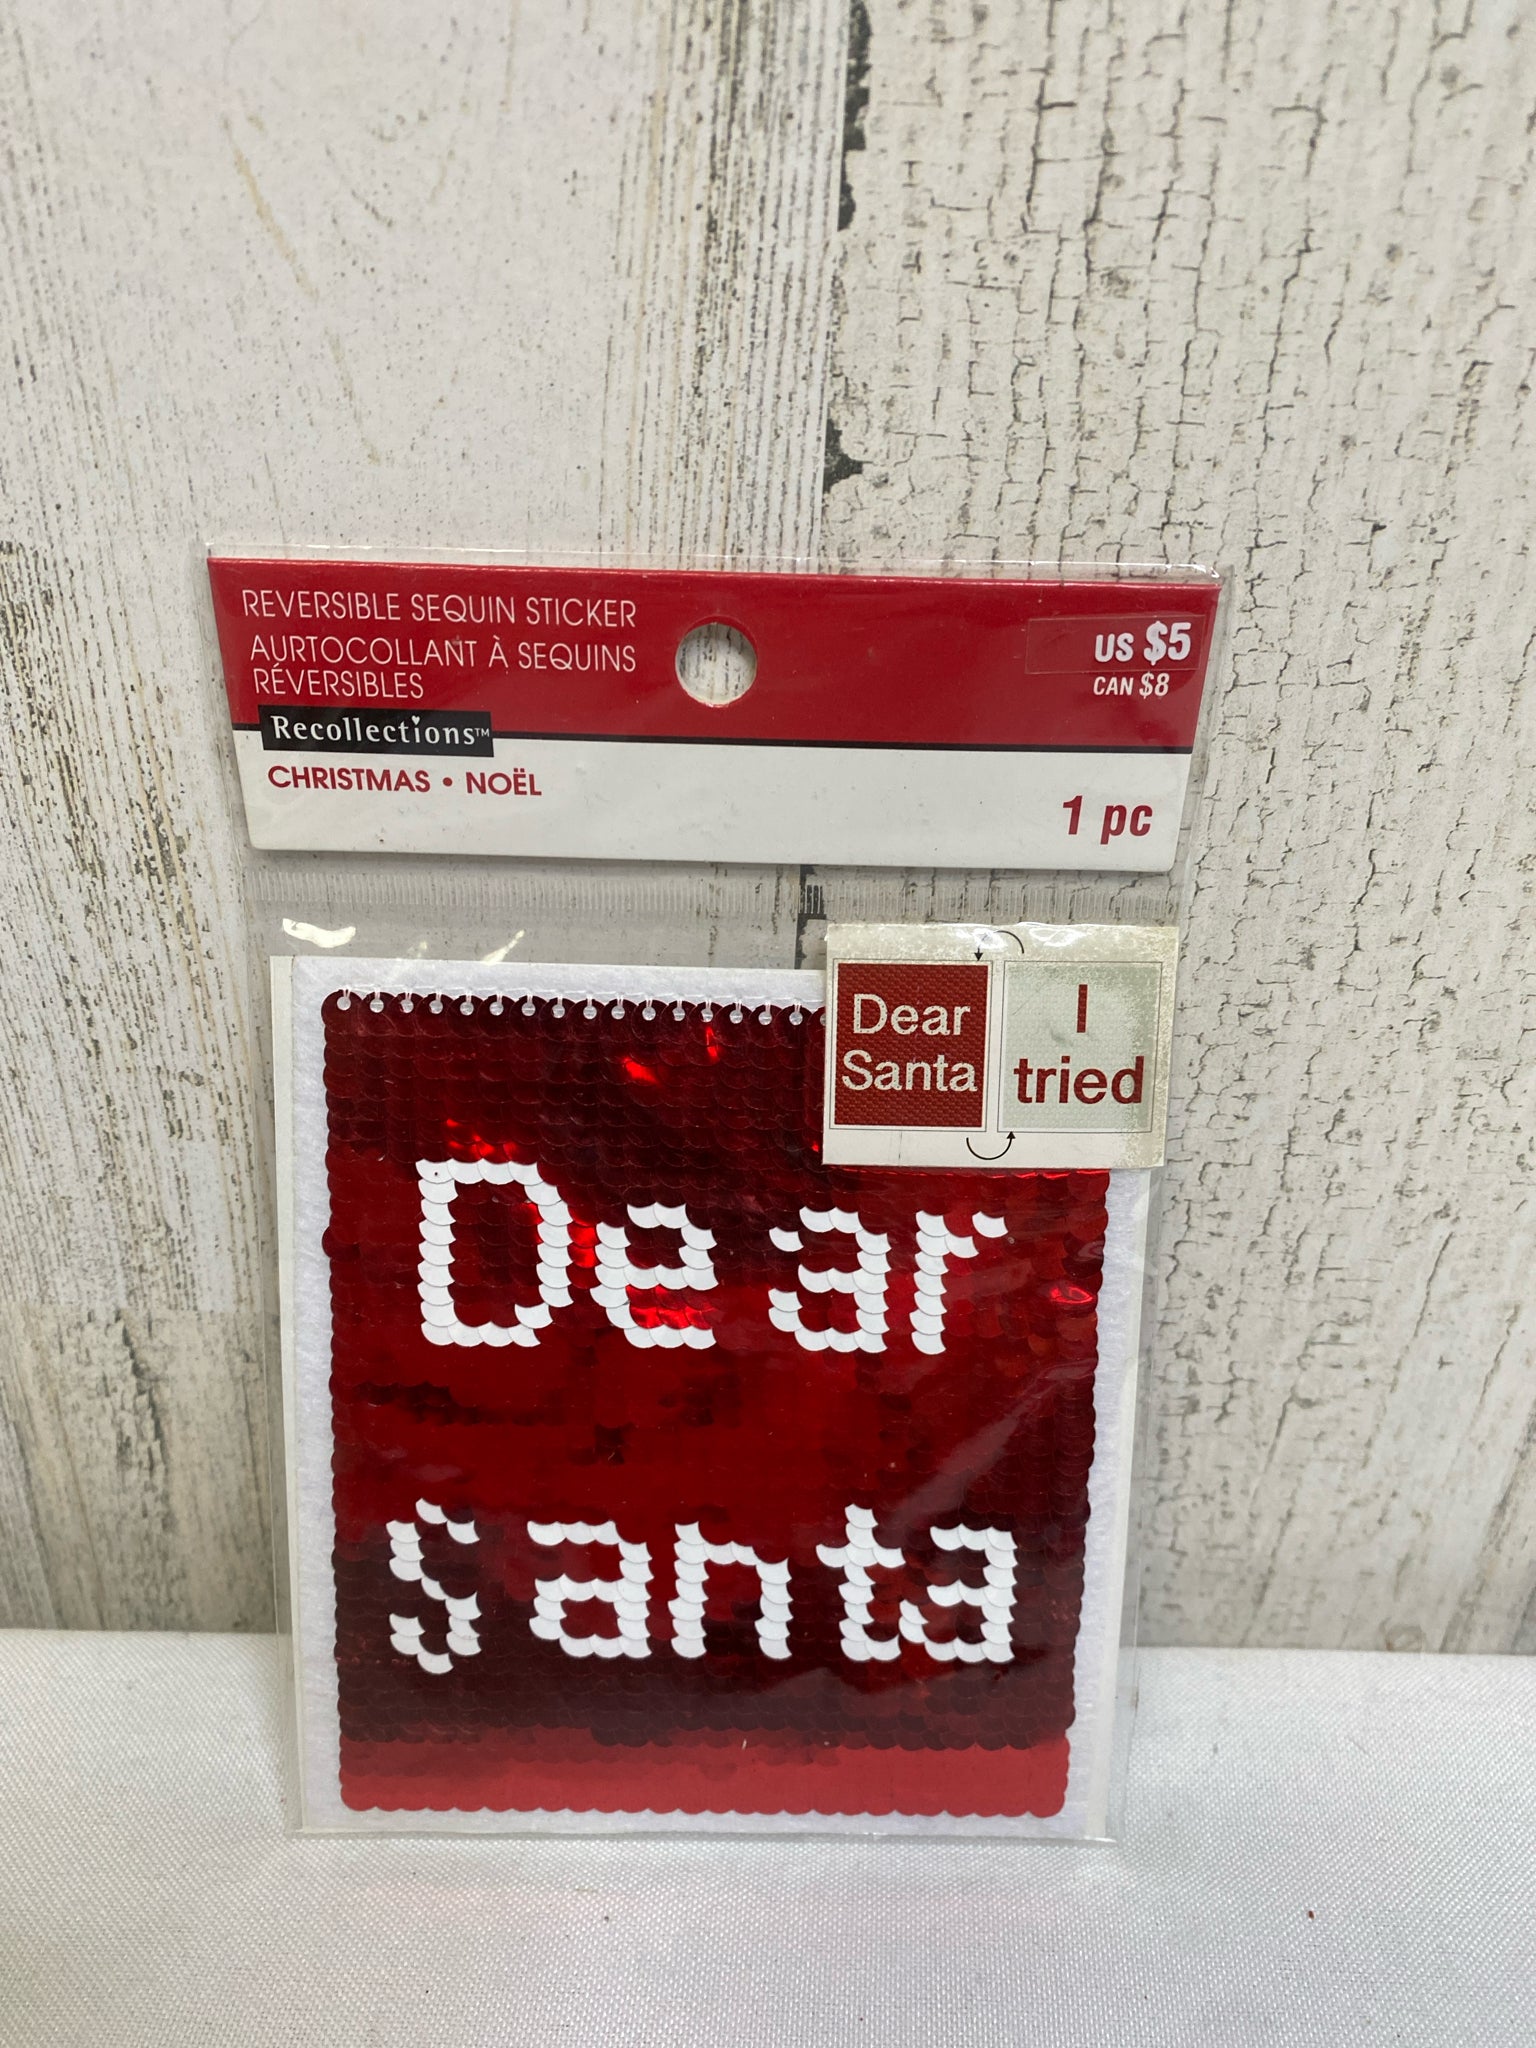 REVERSIBLE SEQUIN STICKER
AURTOCOLLANT À SEQUINS
RÉVERSIBLES
Recollections™
CHRISTMAS • NOËL
US $5
CAN $8
1 pc
Dear
Santa
I
tried
Dear
Santa